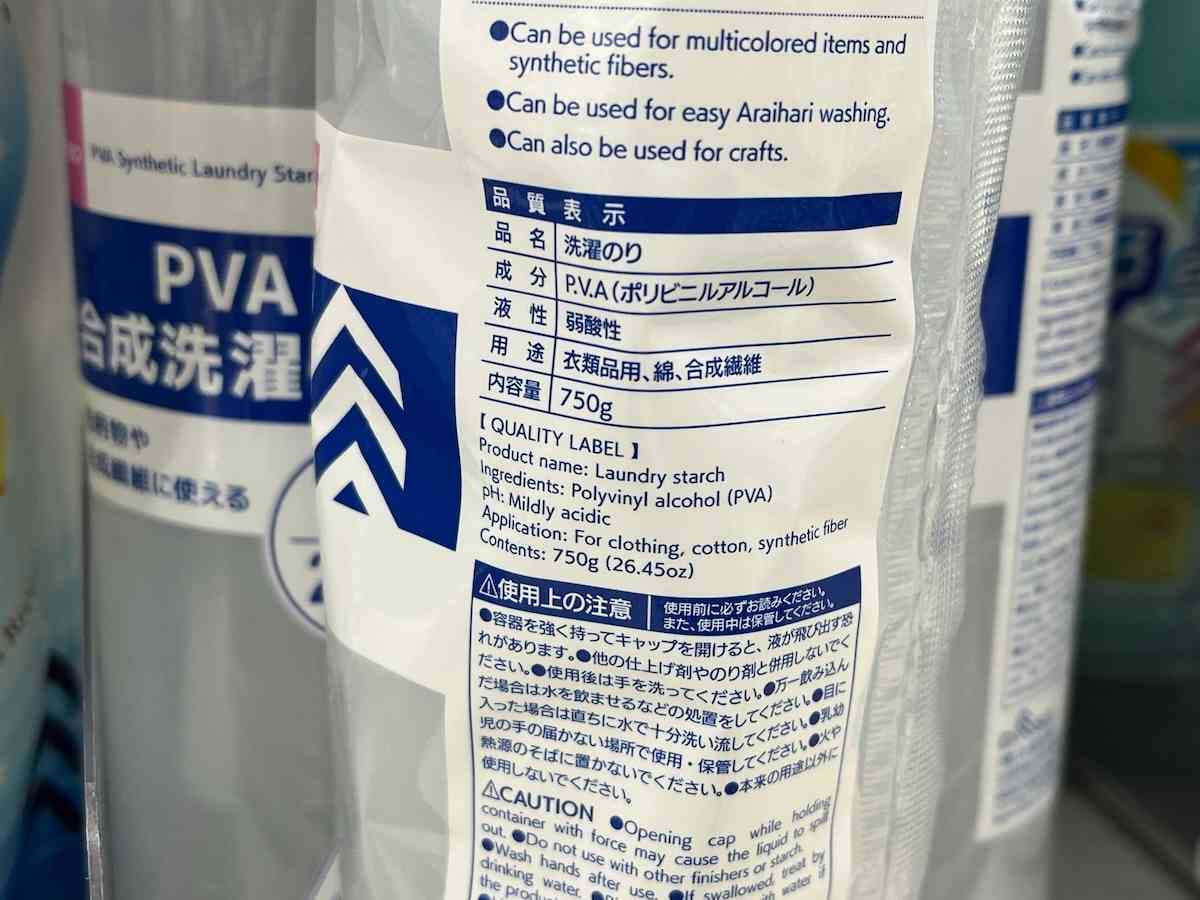 PVA Synthetic Laundry
PVA
合成洗濯
繊維に使える
●Can be used for multicolored items and
synthetic fibers.
●Can be used for easy Araihari washing.
●Can also be used for crafts.
品質表示
品名 洗濯のり
成分 P.V.A(ポリビニルアルコール)
液性 弱酸性
用途 衣類品用、綿、合成繊維
内容量 750g
【 QUALITY LABEL 】
Product name: Laundry starch
Ingredients: Polyvinyl alcohol (PVA)
pH: Mildly acidic
Application: For clothing, cotton, synthetic fiber
Contents: 750g (26.45oz)
⚠使用上の注意
使用前に必ずお読みください。
また、使用中は保管してください。
●容器を強く持ってキャップを開けると、液が飛び出す恐
れがあります。●他の仕上げ剤やのり剤と併用しないでく
ださい。●使用後は手を洗ってください。●万一飲み込ん
だ場合は水を飲ませるなどの処置をしてください。●目に
入った場合は直ちに水で十分洗い流してください。●乳幼
児の手の届かない場所で使用・保管してください。●火や
熱源のそばに置かないでください。●本来の用途以外に
使用しないでください。
⚠CAUTION ●Opening cap while holding
container with force may cause the liquid to spill
out. ●Do not use with other finishers or starch.
●Wash hands after use. ●If swallowed, treat by
drinking water. with water if
the product